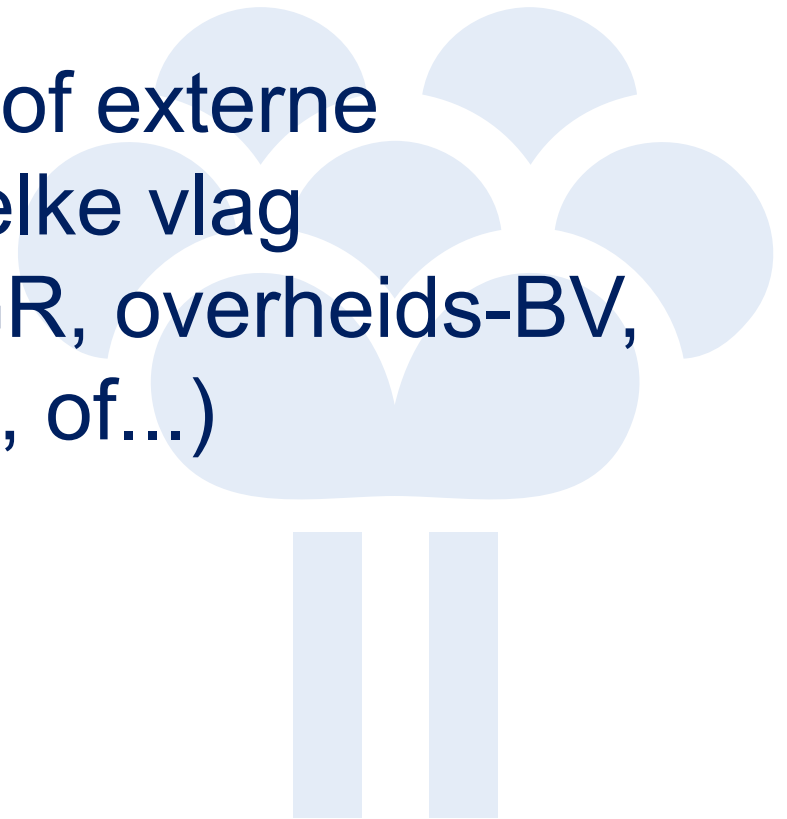 of externe
elke vlag
R, overheids-BV,
, of...)